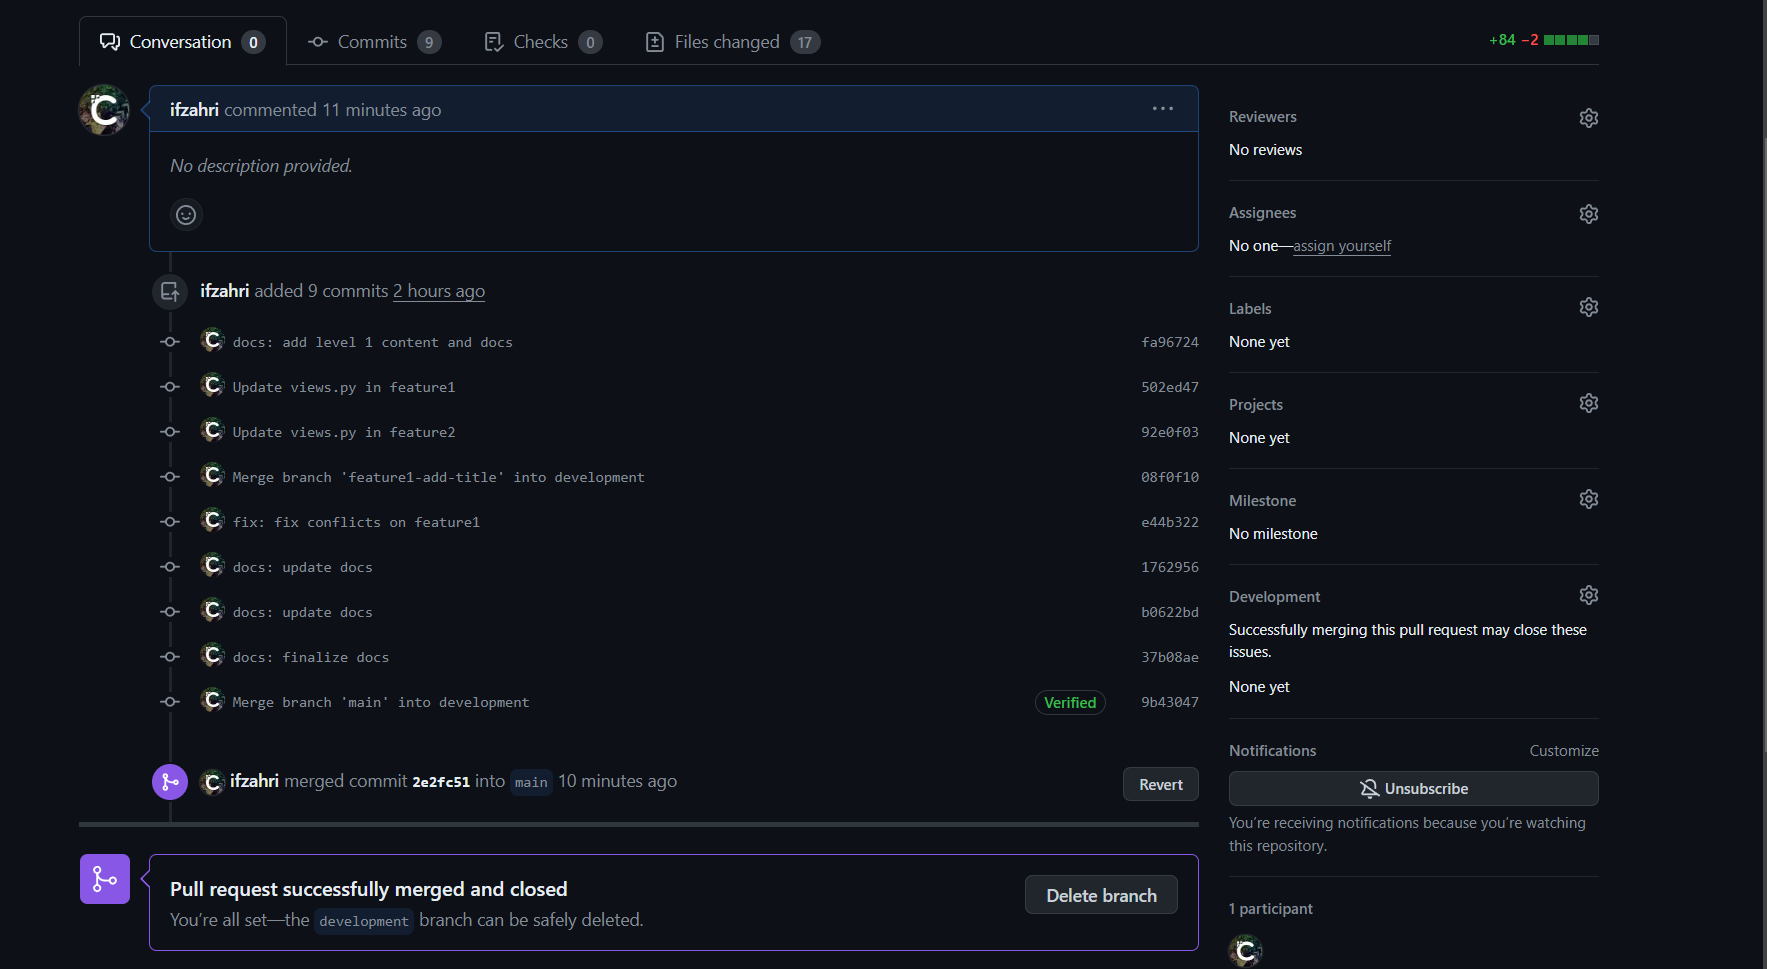 Conversation 0 Commits 9 Checks 0 Files changed 17 +84 −2
ifzahri commented 11 minutes ago
No description provided.
ifzahri added 9 commits 2 hours ago
docs: add level 1 content and docs fa96724
Update views.py in feature1 502ed47
Update views.py in feature2 92e0f03
Merge branch 'feature1-add-title' into development 08f0f10
fix: fix conflicts on feature1 e44b322
docs: update docs 1762956
docs: update docs b0622bd
docs: finalize docs 37b08ae
Merge branch 'main' into development Verified 9b43047
ifzahri merged commit 2e2fc51 into main 10 minutes ago Revert
Pull request successfully merged and closed
You’re all set—the development branch can be safely deleted.
Delete branch
Reviewers
No reviews
Assignees
No one—assign yourself
Labels
None yet
Projects
None yet
Milestone
No milestone
Development
Successfully merging this pull request may close these
issues.
None yet
Notifications Customize
Unsubscribe
You’re receiving notifications because you’re watching
this repository.
1 participant